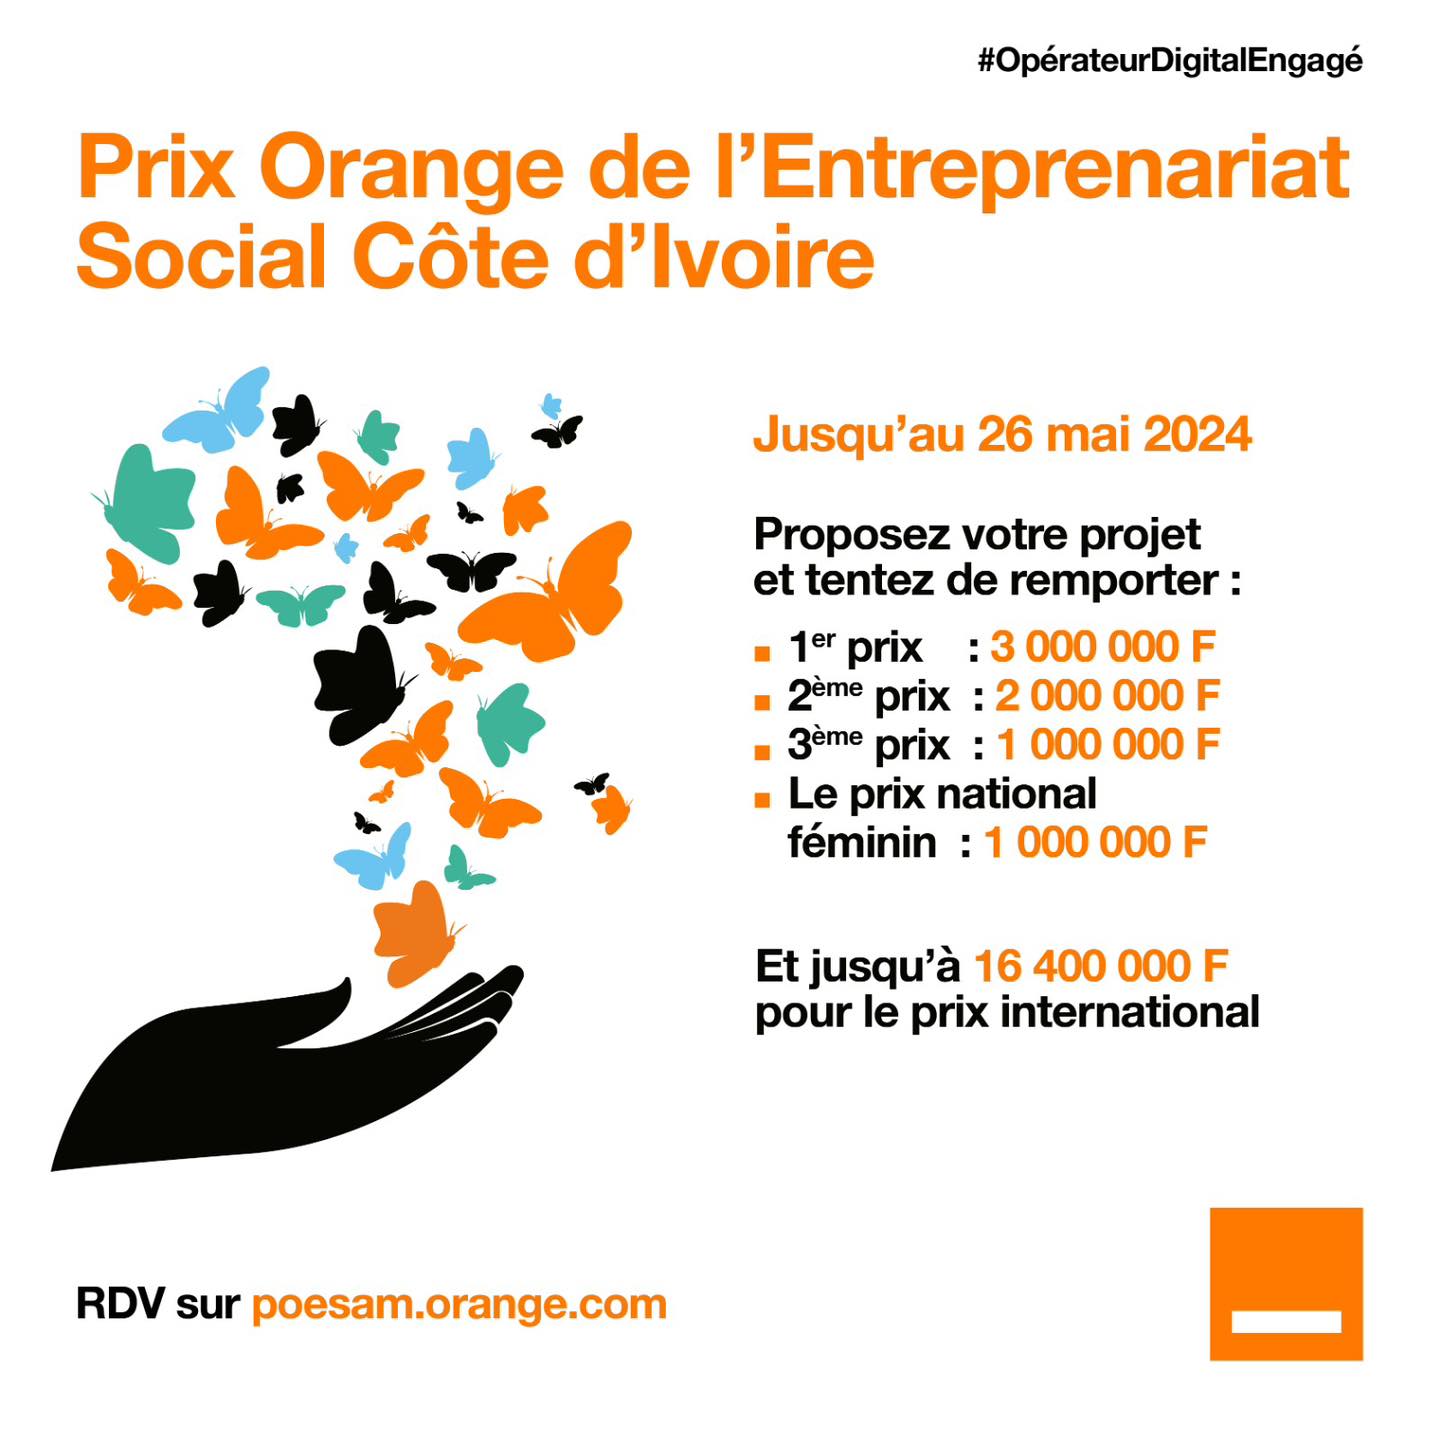 #OpérateurDigitalEngagé
Prix Orange de l’Entreprenariat
Social Côte d’Ivoire
Jusqu’au 26 mai 2024
Proposez votre projet
et tentez de remporter :
▪ 1er prix : 3 000 000 F
▪ 2ème prix : 2 000 000 F
▪ 3ème prix : 1 000 000 F
▪ Le prix national
féminin : 1 000 000 F
Et jusqu’à 16 400 000 F
pour le prix international
RDV sur poesam.orange.com